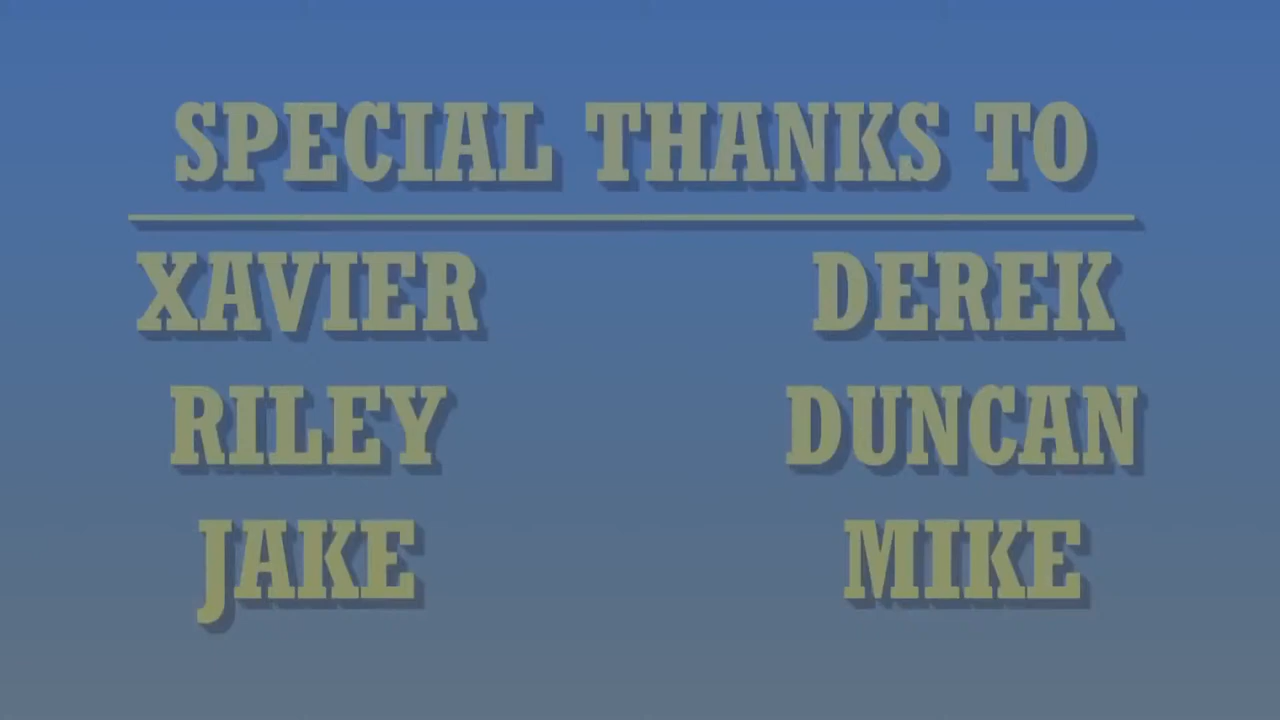 SPECIAL THANKS TO
XAVIER DEREK
RILEY DUNCAN
JAKE MIKE